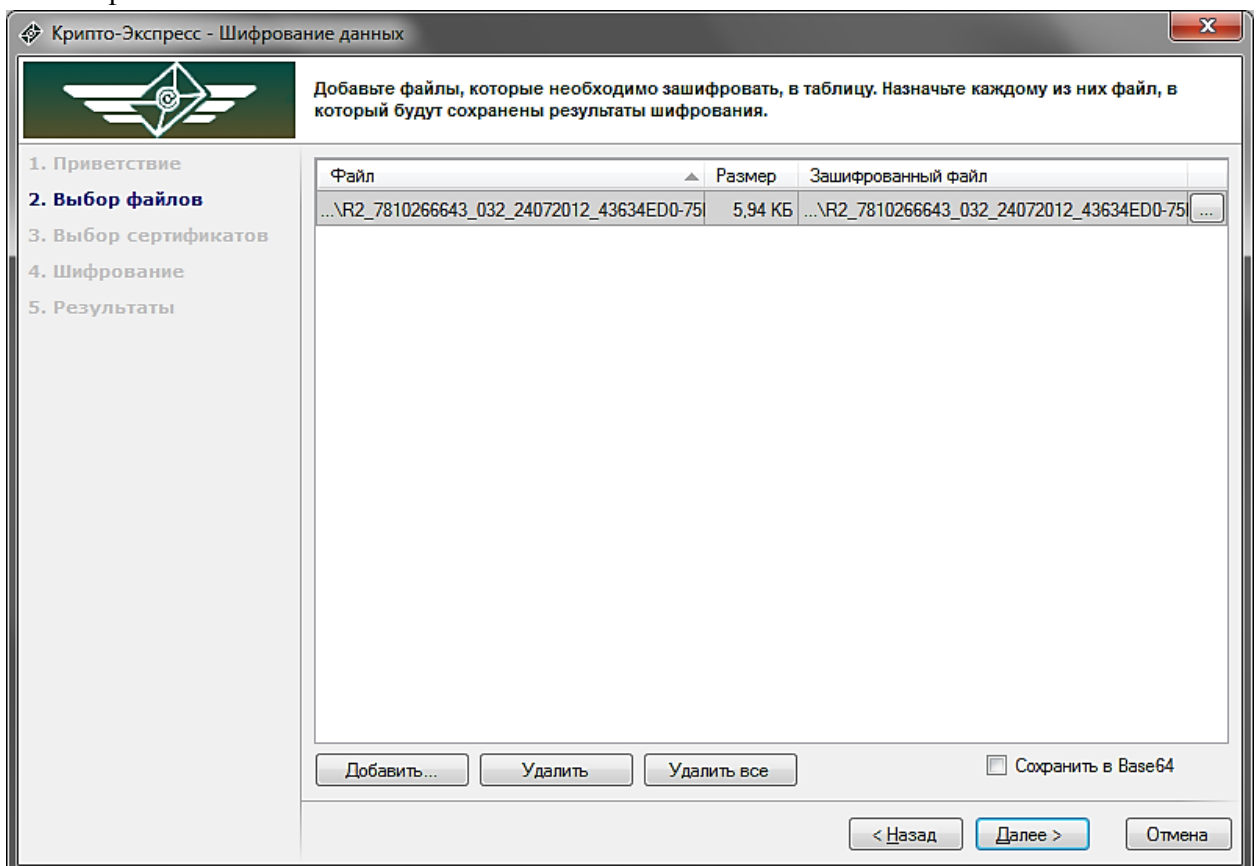 Крипто-Экспресс - Шифрование данных
Добавьте файлы, которые необходимо зашифровать, в таблицу. Назначьте каждому из них файл, в
который будут сохранены результаты шифрования.
1. Приветствие
2. Выбор файлов
3. Выбор сертификатов
4. Шифрование
5. Результаты
Файл Размер Зашифрованный файл
...\R2_7810266643_032_24072012_43634ED0-75 5,94 КБ ...\R2_7810266643_032_24072012_43634ED0-75 ...
Добавить... Удалить Удалить все Сохранить в Base64
< Назад Далее > Отмена